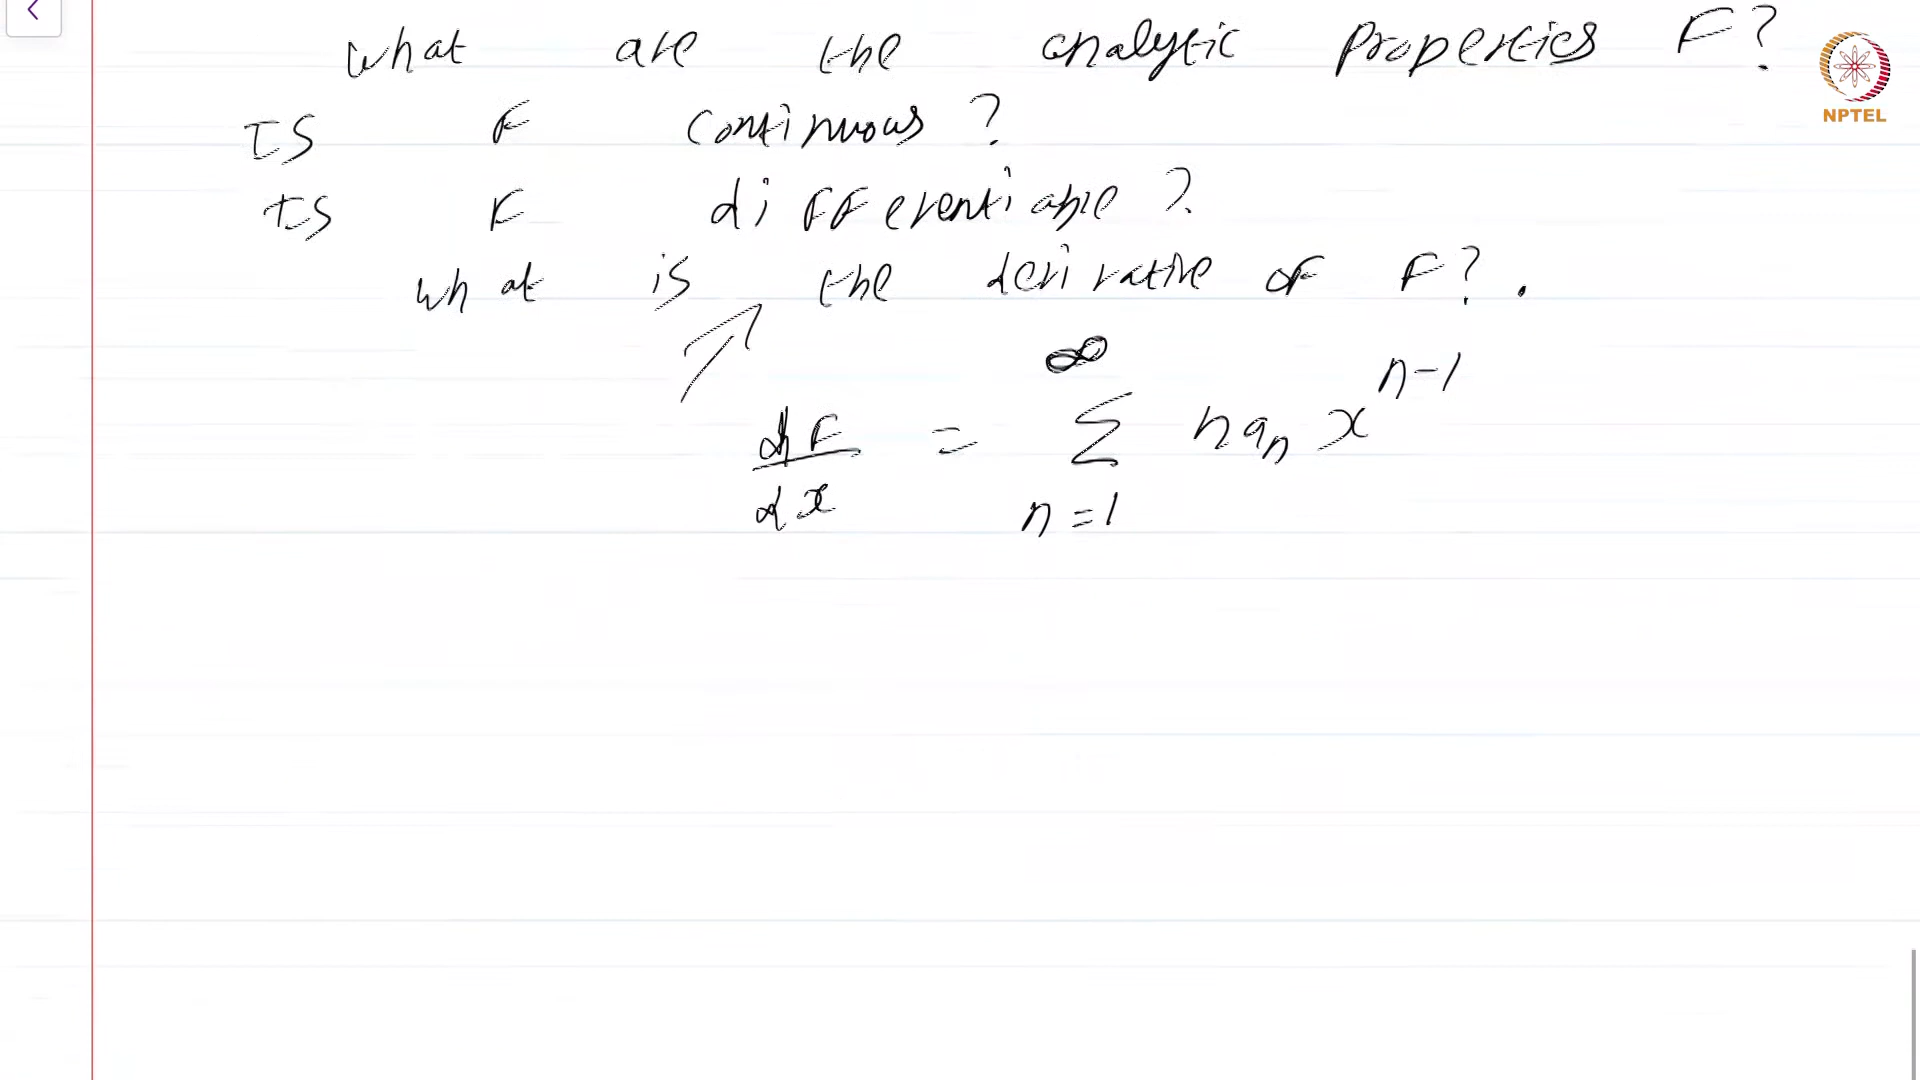 What are the analytic properties F?
NPTEL
Is F continuous?
Is F differentiable?
What is the derivative of F?.
dF/dx = ∑_{n=1}^{∞} n a_n x^{n-1}